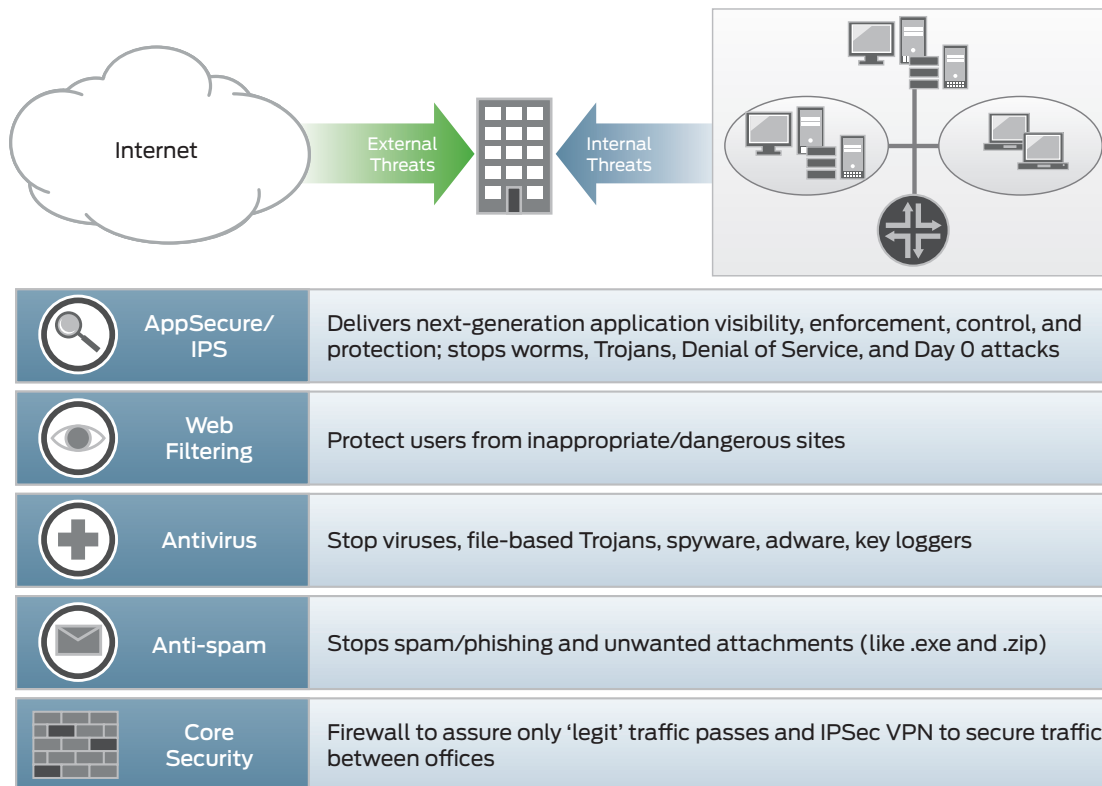 Internet
External
Threats
Internal
Threats
AppSecure/
IPS
Delivers next-generation application visibility, enforcement, control, and
protection; stops worms, Trojans, Denial of Service, and Day 0 attacks
Web
Filtering
Protect users from inappropriate/dangerous sites
Antivirus
Stop viruses, file-based Trojans, spyware, adware, key loggers
Anti-spam
Stops spam/phishing and unwanted attachments (like .exe and .zip)
Core
Security
Firewall to assure only ‘legit’ traffic passes and IPSec VPN to secure traffic
between offices